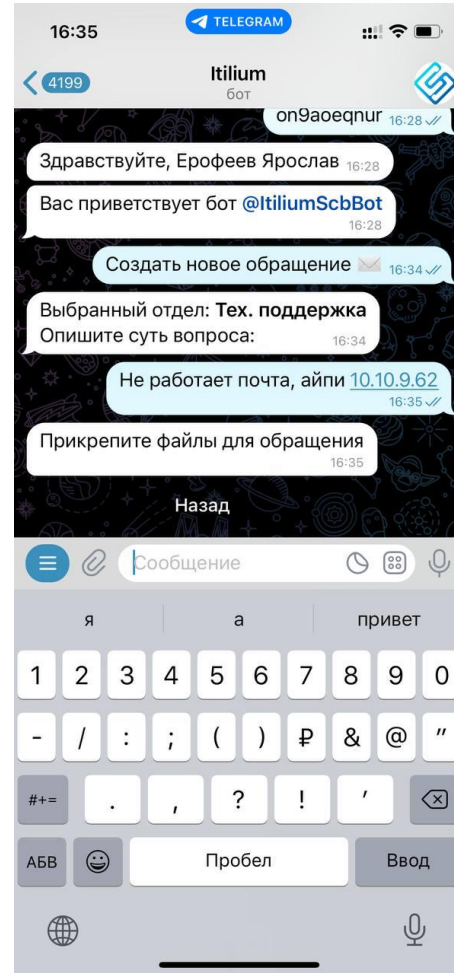 16:35
TELEGRAM
4199
Itilium
бот
on9aoeqnur 16:28
Здравствуйте, Ерофеев Ярослав 16:28
Вас приветствует бот @ItiliumScbBot
16:28
Создать новое обращение 16:34
Выбранный отдел: Тех. поддержка
Опишите суть вопроса: 16:34
Не работает почта, айпи 10.10.9.62
16:35
Прикрепите файлы для обращения
16:35
Назад
Сообщение
я а привет
1 2 3 4 5 6 7 8 9 0
- / : ; ( ) ₽ & @ "
#+= . , ? ! '
АБВ Пробел Ввод